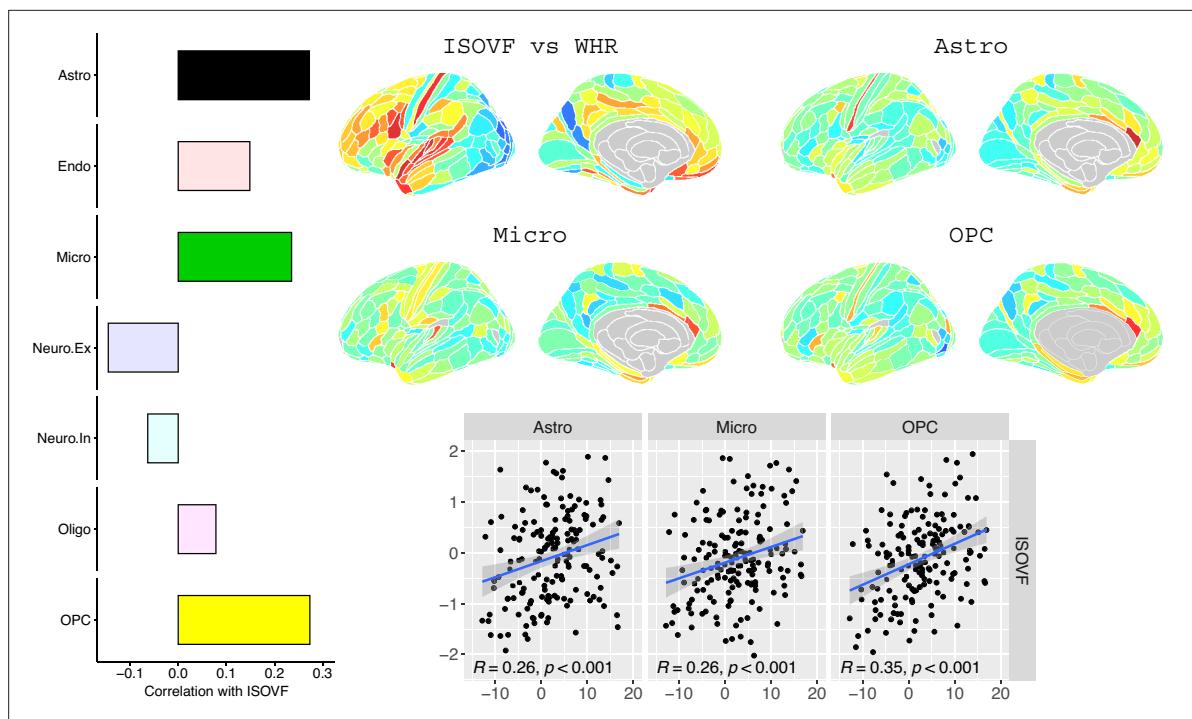 Astro
Endo
Micro
Neuro.Ex
Neuro.In
Oligo
OPC
−0.1 0.0 0.1 0.2 0.3
Correlation with ISOVF
ISOVF vs WHR
Astro
Micro
OPC
Astro Micro OPC
2
1
0
−1
−2
ISOVF
R = 0.26, p < 0.001
R = 0.26, p < 0.001
R = 0.35, p < 0.001
−10 0 10 20
−10 0 10 20
−10 0 10 20